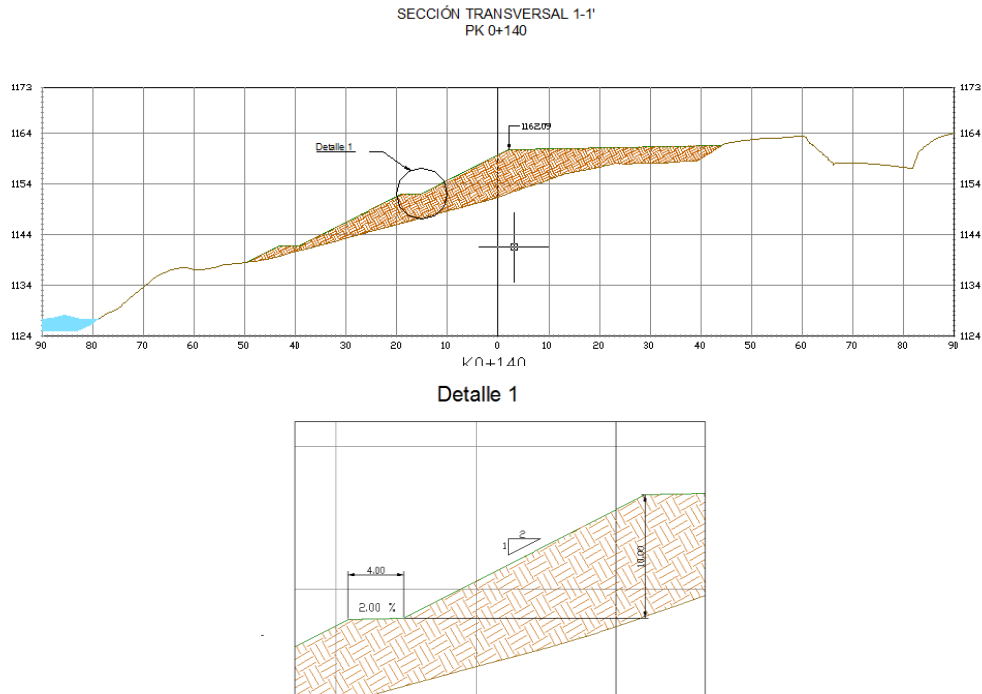 SECCIÓN TRANSVERSAL 1-1'
PK 0+140
1173 1173
1162.09
1164 1164
Detalle 1
1154 1154
1144 1144
1134 1134
1124 1124
90 80 70 60 50 40 30 20 10 0 10 20 30 40 50 60 70 80 90
K0+140
Detalle 1
2
1
10.00
4.00
2.00 %